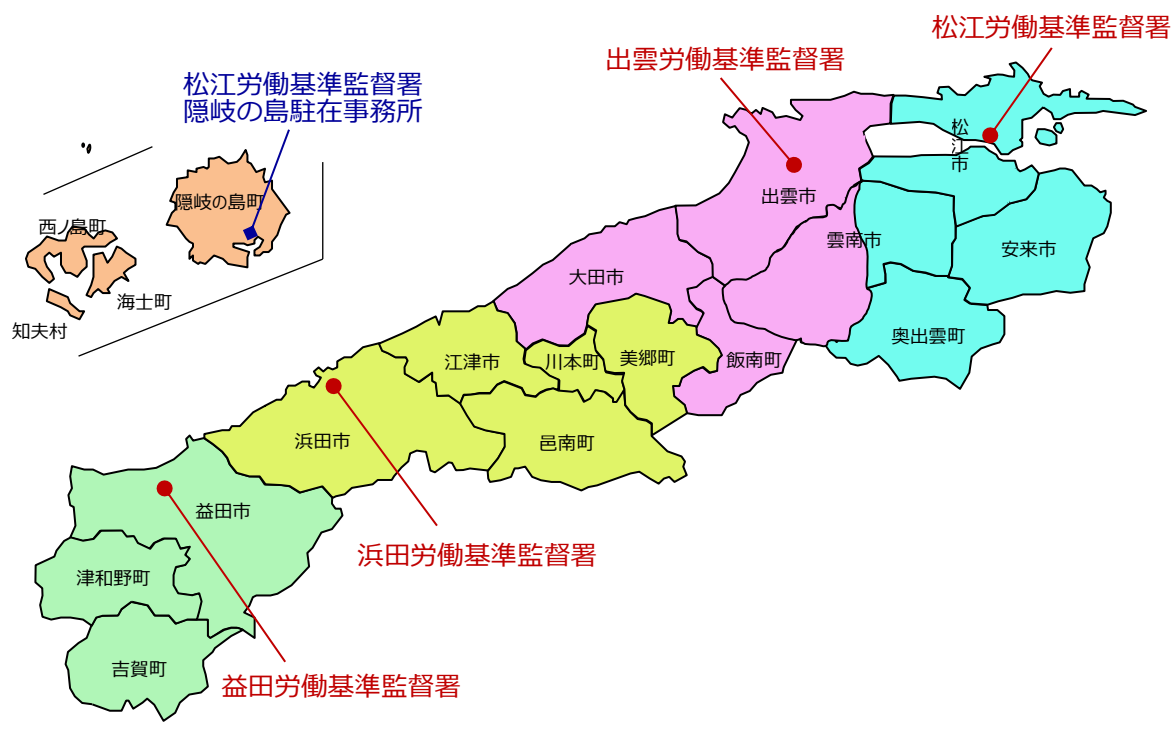 松江労働基準監督署
出雲労働基準監督署
松江労働基準監督署
隠岐の島駐在事務所
松江市
隠岐の島町
出雲市
西ノ島町
雲南市
安来市
大田市
海士町
知夫村
奥出雲町
江津市
川本町
美郷町
飯南町
浜田市
邑南町
益田市
浜田労働基準監督署
津和野町
吉賀町
益田労働基準監督署